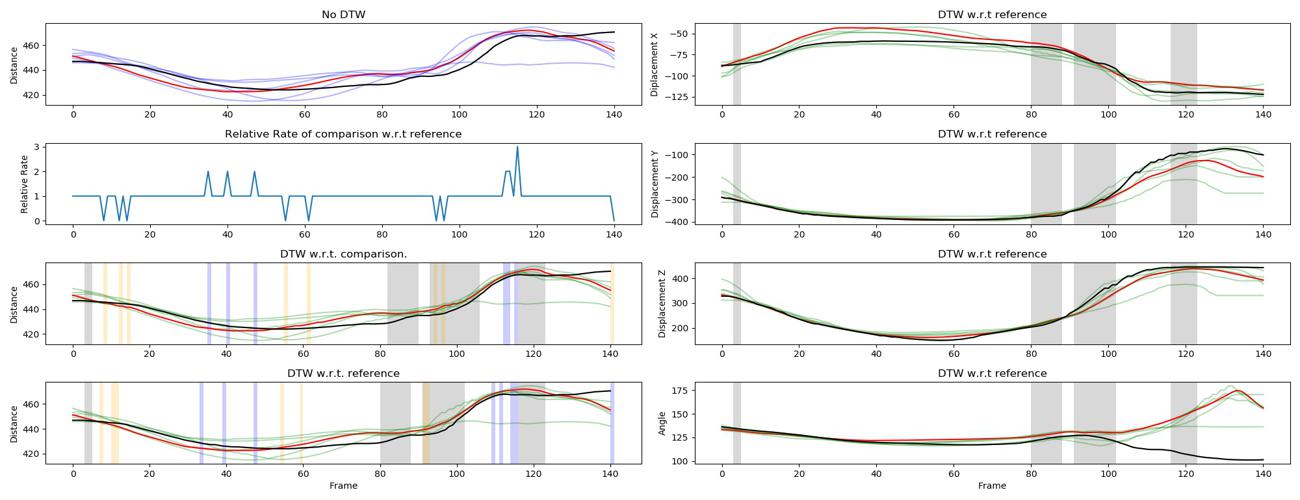 No DTW
Distance
460
440
420
0 20 40 60 80 100 120 140
Relative Rate of comparison w.r.t reference
Relative Rate
3
2
1
0
0 20 40 60 80 100 120 140
DTW w.r.t. comparison.
Distance
460
440
420
0 20 40 60 80 100 120 140
DTW w.r.t. reference
Distance
460
440
420
0 20 40 60 80 100 120 140
Frame
DTW w.r.t reference
Displacement X
−50
−75
−100
−125
0 20 40 60 80 100 120 140
DTW w.r.t reference
Displacement Y
−100
−200
−300
−400
0 20 40 60 80 100 120 140
DTW w.r.t reference
Displacement Z
400
300
200
0 20 40 60 80 100 120 140
DTW w.r.t reference
Angle
175
150
125
100
0 20 40 60 80 100 120 140
Frame